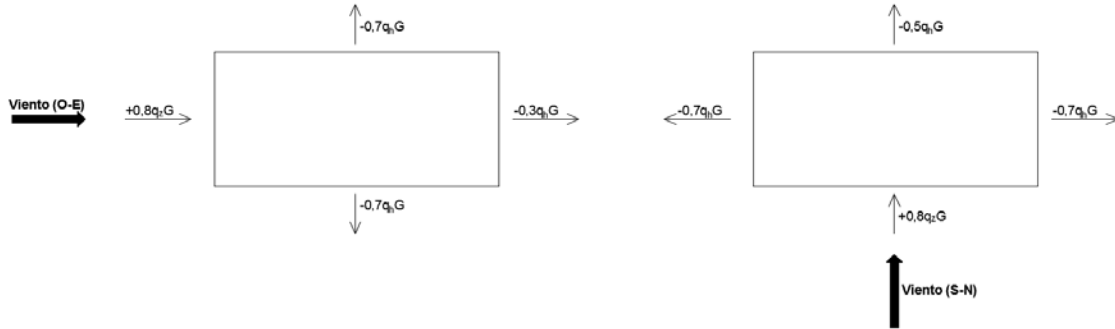 -0,7qhG
Viento (O-E)
+0,8qzG
-0,3qhG
-0,7qhG
-0,5qhG
-0,7qhG
-0,7qhG
+0,8qzG
Viento (S-N)